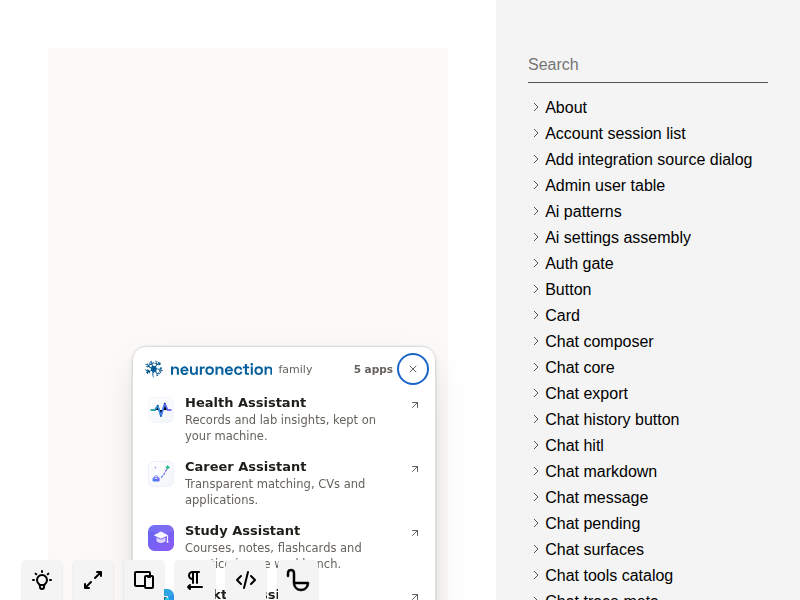 Search
About
Account session list
Add integration source dialog
Admin user table
Ai patterns
Ai settings assembly
Auth gate
Button
Card
Chat composer
Chat core
Chat export
Chat history button
Chat hitl
Chat markdown
Chat message
Chat pending
Chat surfaces
Chat tools catalog
neuronection family 5 apps
Health Assistant
Records and lab insights, kept on
your machine.
Career Assistant
Transparent matching, CVs and
applications.
Study Assistant
Courses, notes, flashcards and